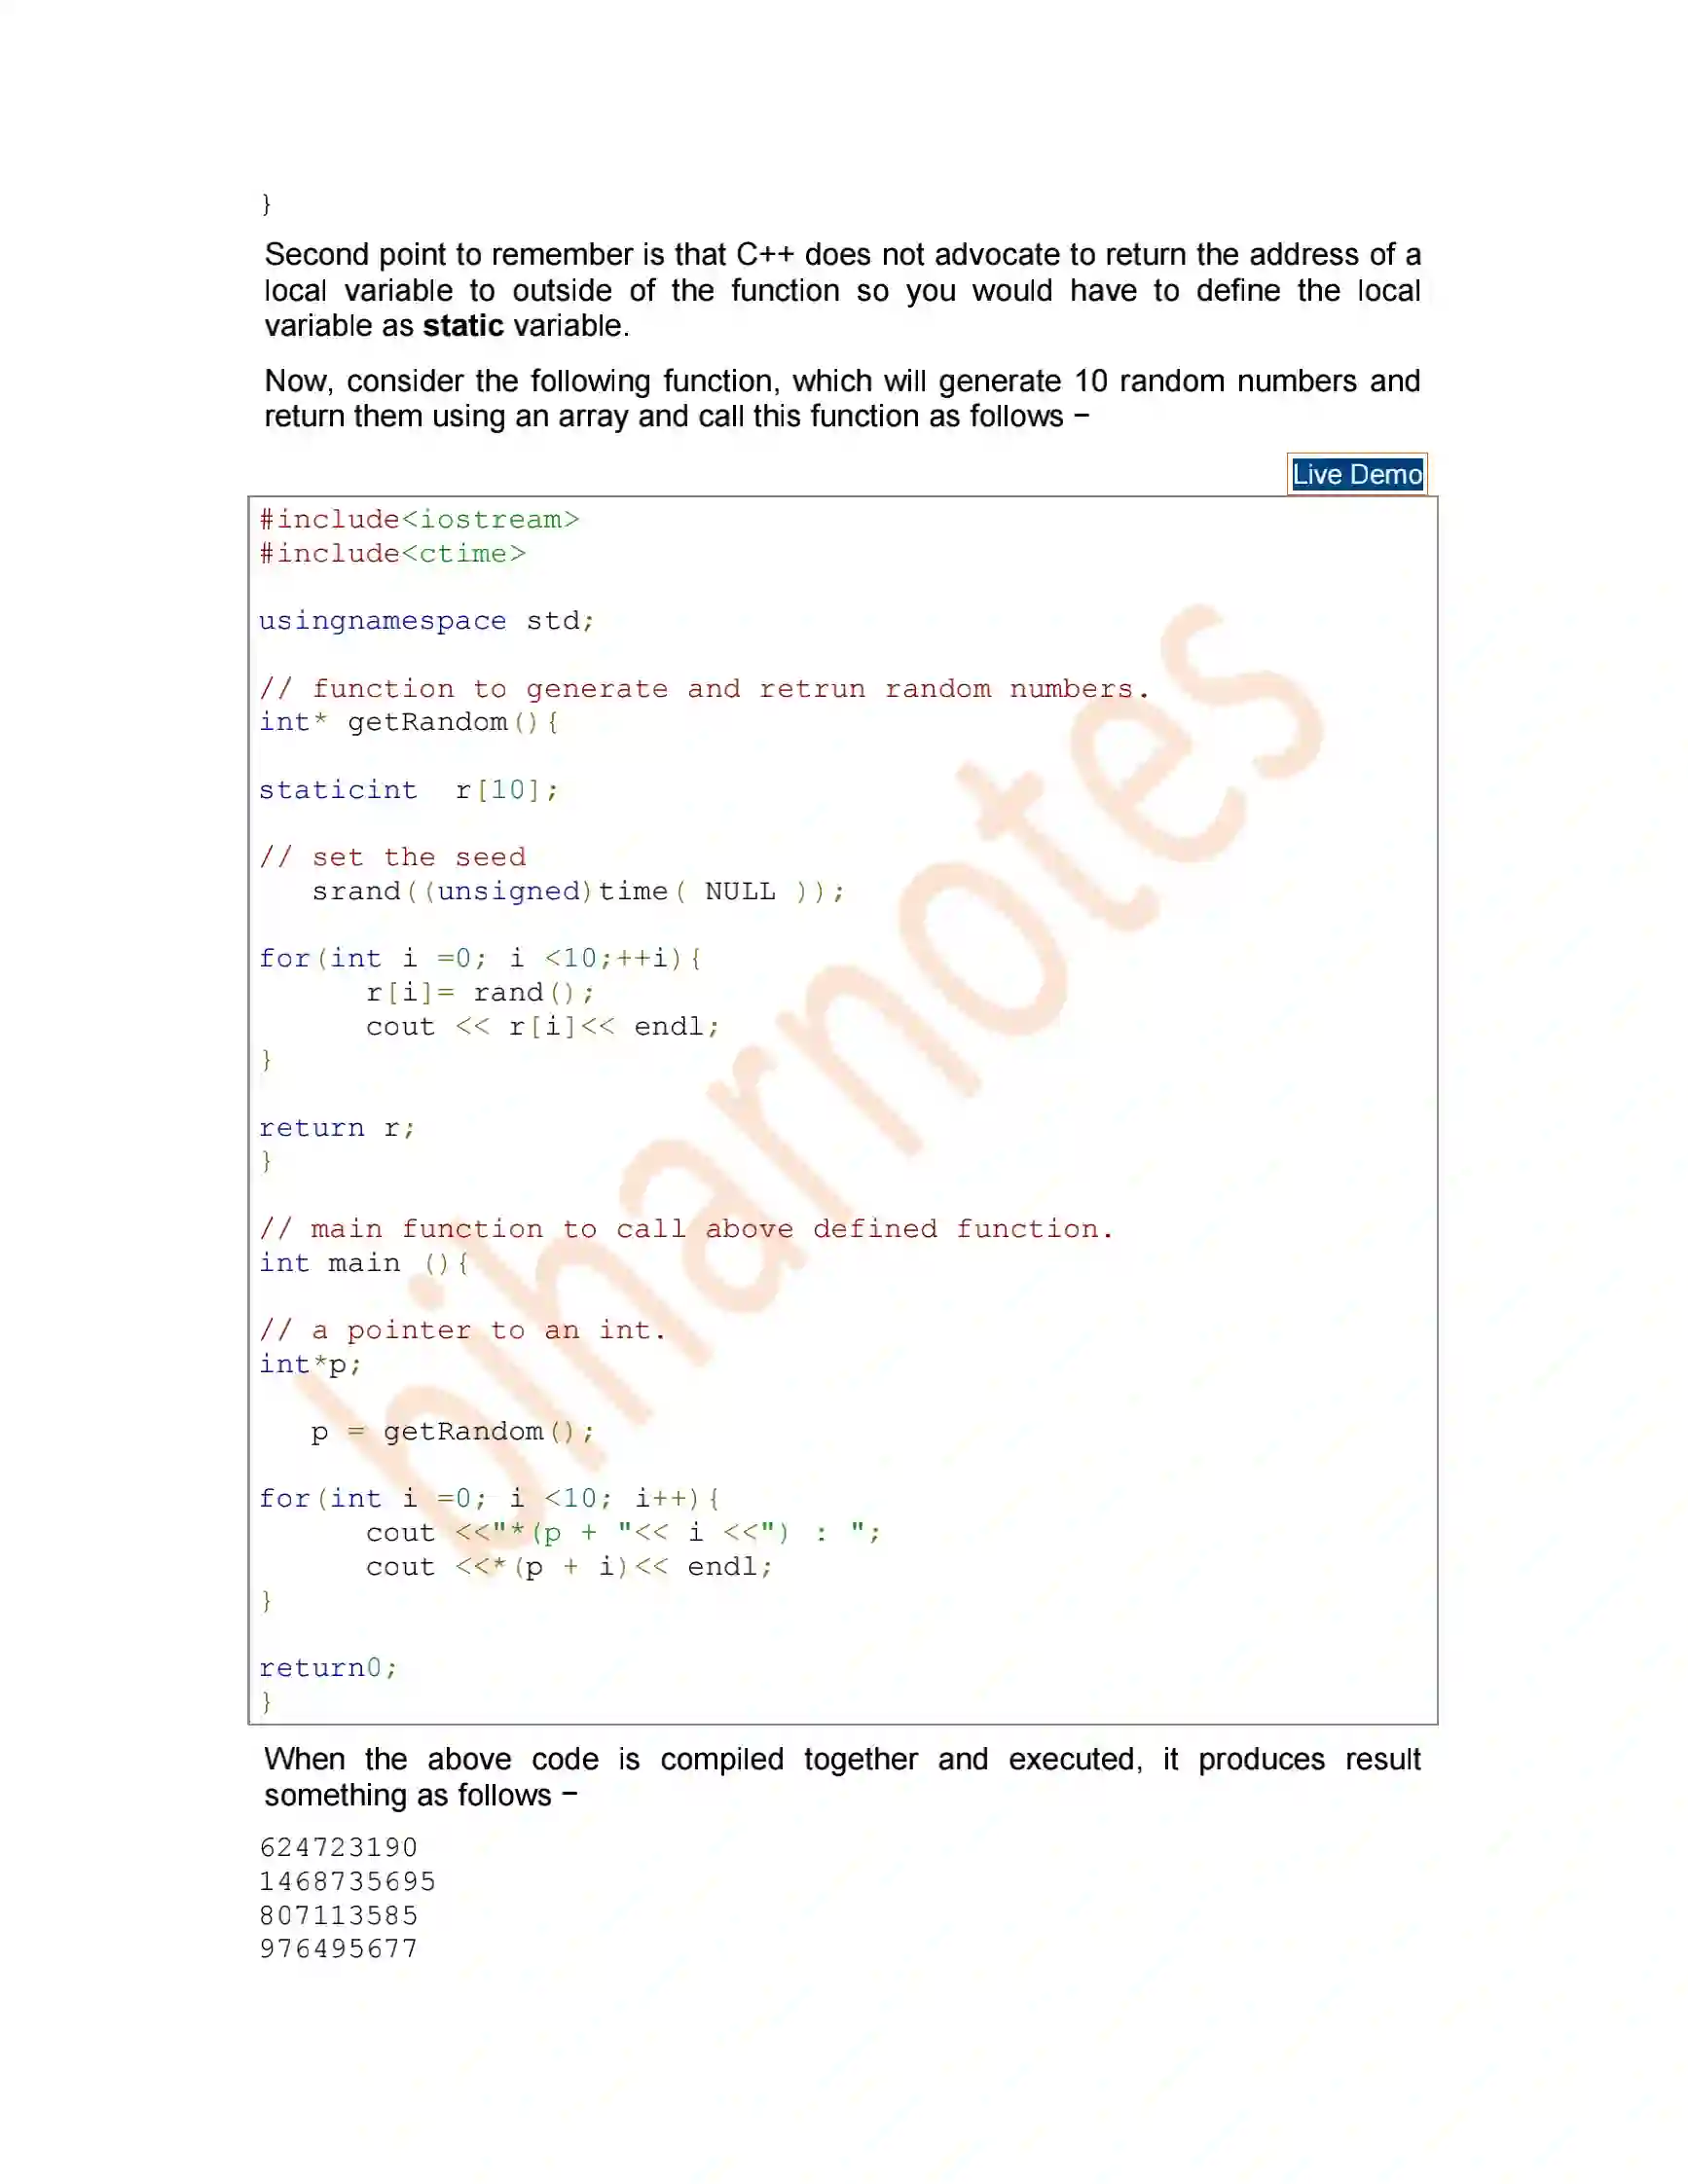 }
Second point to remember is that C++ does not advocate to return the address of a
local variable to outside of the function so you would have to define the local
variable as static variable.
Now, consider the following function, which will generate 10 random numbers and
return them using an array and call this function as follows −
Live Demo
#include<iostream>
#include<ctime>
usingnamespace std;
// function to generate and retrun random numbers.
int* getRandom(){
staticint  r[10];
// set the seed
   srand((unsigned)time( NULL ));
for(int i =0; i <10;++i){
      r[i]= rand();
      cout << r[i]<< endl;
}
return r;
}
// main function to call above defined function.
int main (){
// a pointer to an int.
int*p;
   p = getRandom();
for(int i =0; i <10; i++){
      cout <<"*(p + "<< i <<") : ";
      cout <<*(p + i)<< endl;
}
return0;
}
When the above code is compiled together and executed, it produces result
something as follows −
624723190
1468735695
807113585
976495677
biharnotes